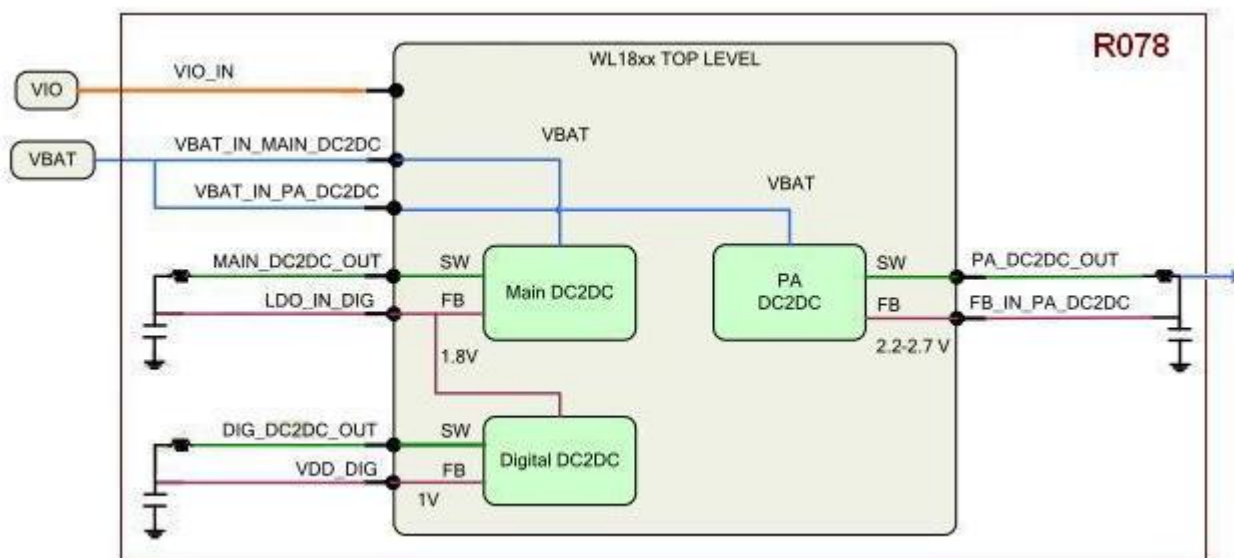 R078
WL18xx TOP LEVEL
VIO
VIO_IN
VBAT
VBAT_IN_MAIN_DC2DC
VBAT
VBAT_IN_PA_DC2DC
VBAT
MAIN_DC2DC_OUT
SW
LDO_IN_DIG
FB
Main DC2DC
1.8V
PA
DC2DC
SW
PA_DC2DC_OUT
FB
FB_IN_PA_DC2DC
2.2-2.7 V
DIG_DC2DC_OUT
SW
VDD_DIG
FB
Digital DC2DC
1V